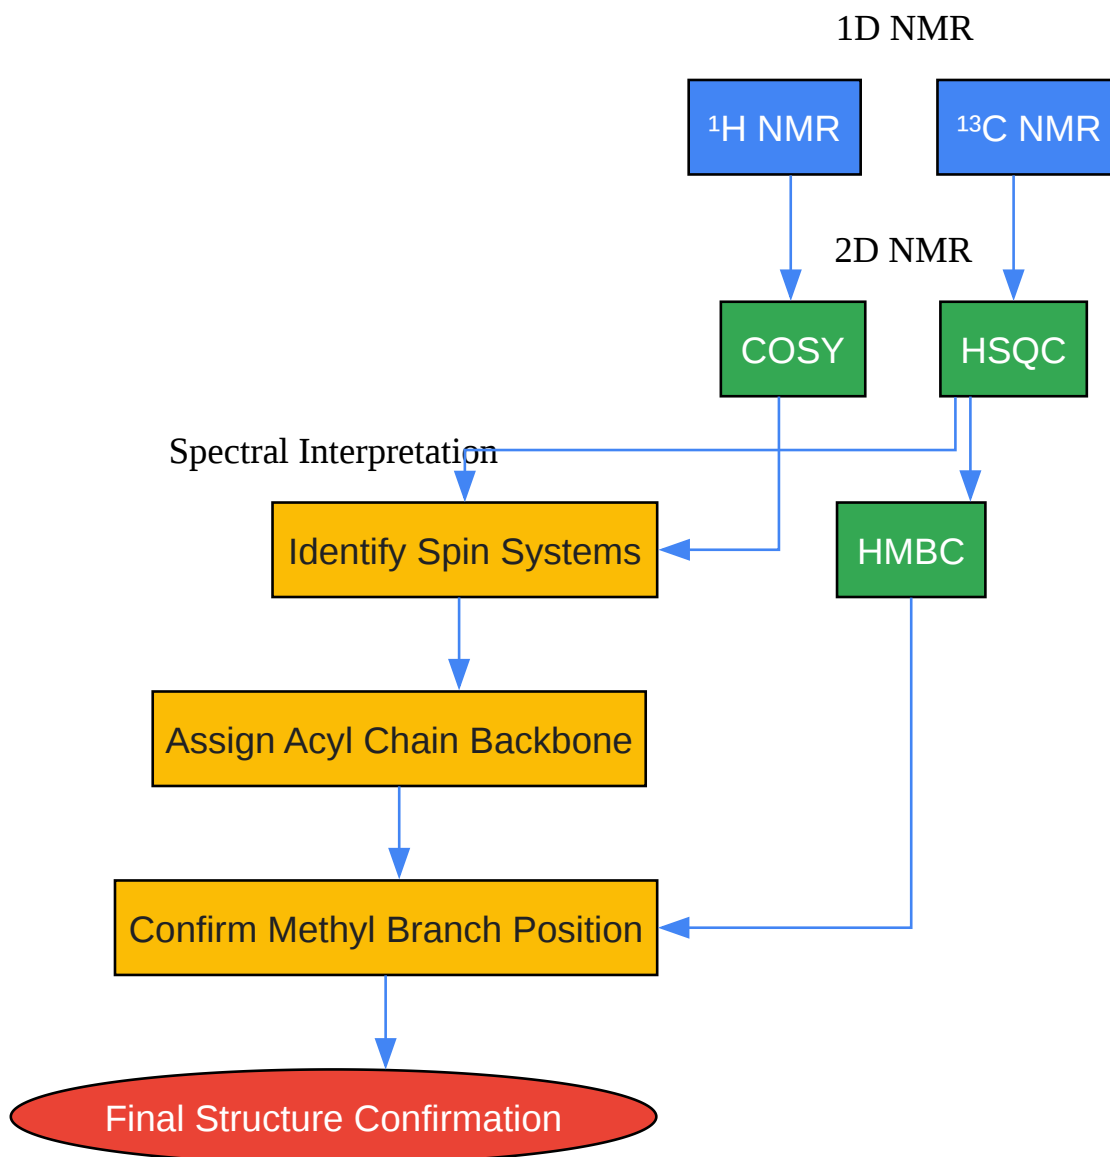 1D NMR
¹H NMR
¹³C NMR
2D NMR
COSY
HSQC
Spectral Interpretation
Identify Spin Systems
HMBC
Assign Acyl Chain Backbone
Confirm Methyl Branch Position
Final Structure Confirmation